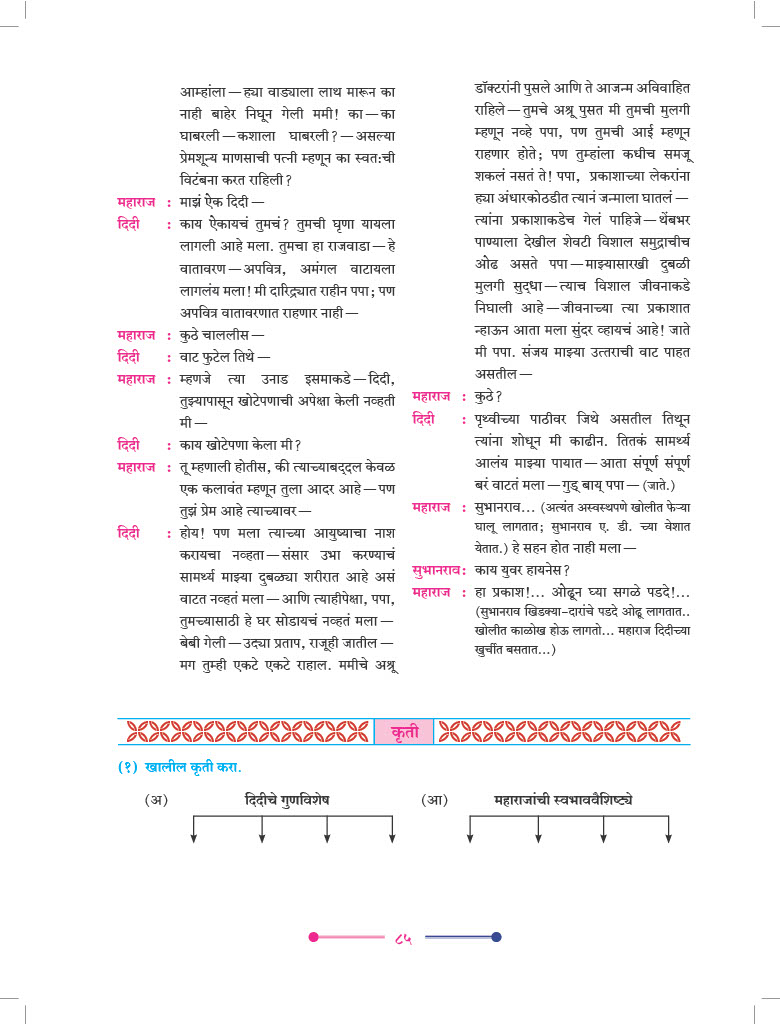 आम्हांला — ह्या वाड्याला लाथ मारून का
नाही बाहेर निघून गेली ममी! का — का
घाबरली — कशाला घाबरली? — असल्या
प्रेमशून्य माणसाची पत्नी म्हणून का स्वतःची
विटंबना करत राहिली?
महाराज : माझं ऐक दिदी —
दिदी : काय ऐकायचं तुमचं? तुमची घृणा यायला
लागली आहे मला. तुमचा हा राजवाडा — हे
वातावरण — अपवित्र, अमंगल वाटायला
लागलंय मला! मी दारिद्र्यात राहीन पपा; पण
अपवित्र वातावरणात राहणार नाही —
महाराज : कुठे चाललीस —
दिदी : वाट फुटेल तिथे —
महाराज : म्हणजे त्या उनाड इसमाकडे — दिदी,
तुझ्यापासून खोटेपणाची अपेक्षा केली नव्हती
मी —
दिदी : काय खोटेपणा केला मी?
महाराज : तू म्हणाली होतीस, की त्याच्याबद्दल केवळ
एक कलावंत म्हणून तुला आदर आहे — पण
तुझं प्रेम आहे त्याच्यावर —
दिदी : होय! पण मला त्याच्या आयुष्याचा नाश
करायचा नव्हता — संसार उभा करण्याचं
सामर्थ्य माझ्या दुबळ्या शरीरात आहे असं
वाटत नव्हतं मला — आणि त्याहीपेक्षा, पपा,
तुमच्यासाठी हे घर सोडायचं नव्हतं मला —
बेबी गेली — उद्या प्रताप, राजूही जातील —
मग तुम्ही एकटे एकटे राहाल. ममीचे अश्रू
डॉक्टरांनी पुसले आणि ते आजन्म अविवाहित
राहिले — तुमचे अश्रू पुसत मी तुमची मुलगी
म्हणून नव्हे पपा, पण तुमची आई म्हणून
राहणार होते; पण तुम्हांला कधीच समजू
शकलं नसतं ते! पपा, प्रकाशाच्या लेकरांना
ह्या अंधारकोठडीत त्यानं जन्माला घातलं —
त्यांना प्रकाशाकडेच गेलं पाहिजे — थेंबभर
पाण्याला देखील शेवटी विशाल समुद्राचीच
ओढ असते पपा — माझ्यासारखी दुबळी
मुलगी सुद्धा — त्याच विशाल जीवनाकडे
निघाली आहे — जीवनाच्या त्या प्रकाशात
न्हाऊन आता मला सुंदर व्हायचं आहे! जाते
मी पपा. संजय माझ्या उत्तराची वाट पाहत
असतील —
महाराज : कुठे?
दिदी : पृथ्वीच्या पाठीवर जिथे असतील तिथून
त्यांना शोधून मी काढीन. तितकं सामर्थ्य
आलंय माझ्या पायात — आता संपूर्ण संपूर्ण
बरं वाटतं मला — गुड् बाय् पपा — (जाते.)
महाराज : सुभानराव... (अत्यंत अस्वस्थपणे खोलीत फेऱ्या
घालू लागतात; सुभानराव ए. डी. च्या वेशात
येतात.) हे सहन होत नाही मला —
सुभानराव : काय युवर हायनेस?
महाराज : हा प्रकाश!... ओढून घ्या सगळे पडदे!...
(सुभानराव खिडक्या-दारांचे पडदे ओढू लागतात..
खोलीत काळोख होऊ लागतो... महाराज दिदीच्या
खुर्चीत बसतात...)
कृती
(१) खालील कृती करा.
(अ) दिदीचे गुणविशेष
(आ) महाराजांची स्वभाववैशिष्ट्ये
८५